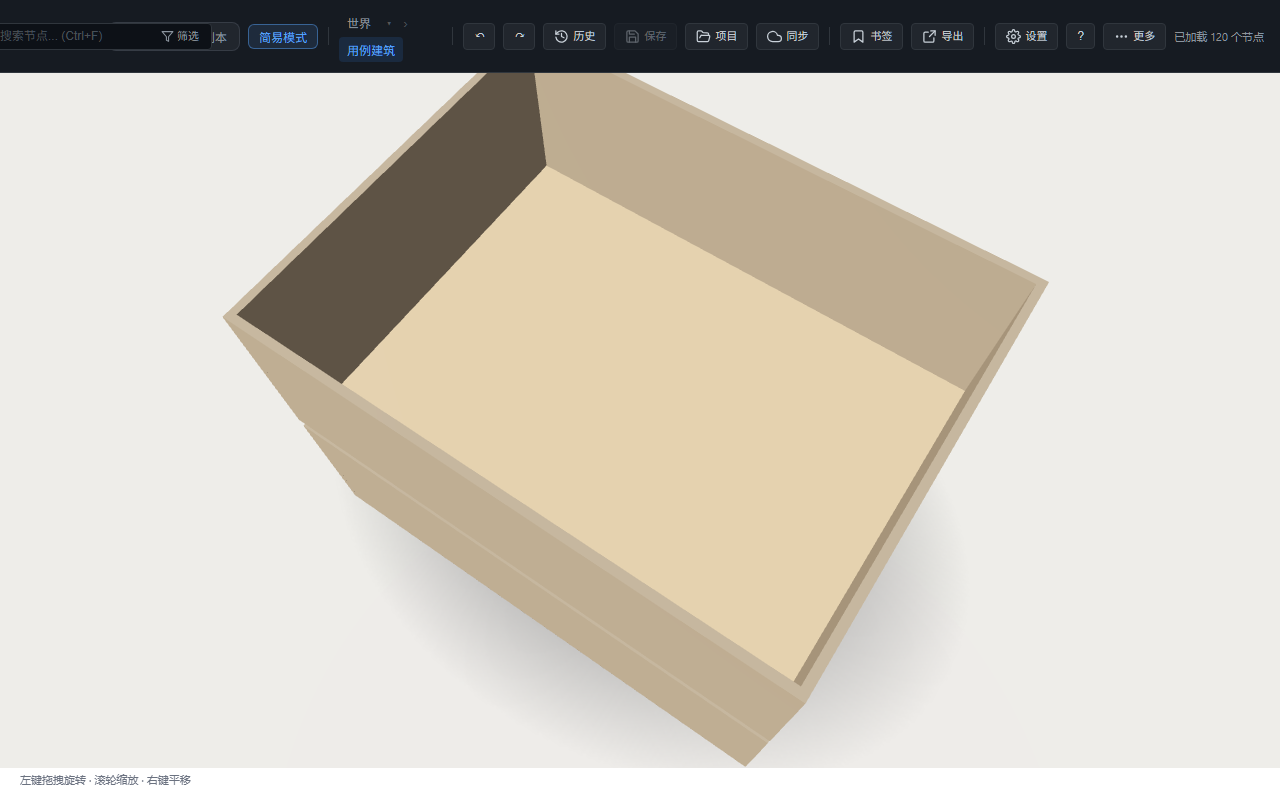 搜索节点... (Ctrl+F)
筛选
本
简易模式
世界
用例建筑
历史
保存
项目
同步
书签
导出
设置
?
更多
已加载 120 个节点
左键拖拽旋转 · 滚轮缩放 · 右键平移